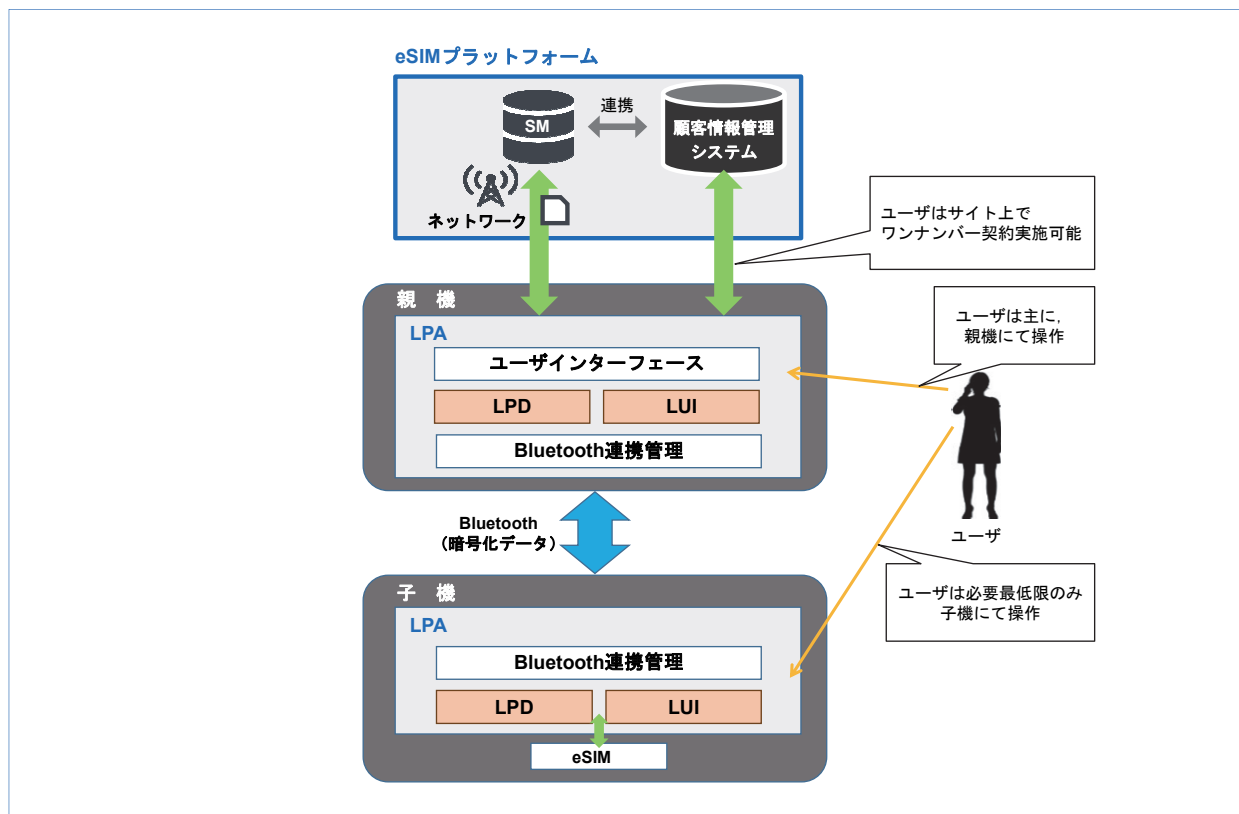 eSIMプラットフォーム
SM
連携
顧客情報管理
システム
ネットワーク
ユーザはサイト上で
ワンナンバー契約実施可能
親 機
LPA
ユーザインターフェース
LPD
LUI
Bluetooth連携管理
ユーザは主に,
親機にて操作
ユーザ
Bluetooth
(暗号化データ)
ユーザは必要最低限のみ
子機にて操作
子 機
LPA
Bluetooth連携管理
LPD
LUI
eSIM